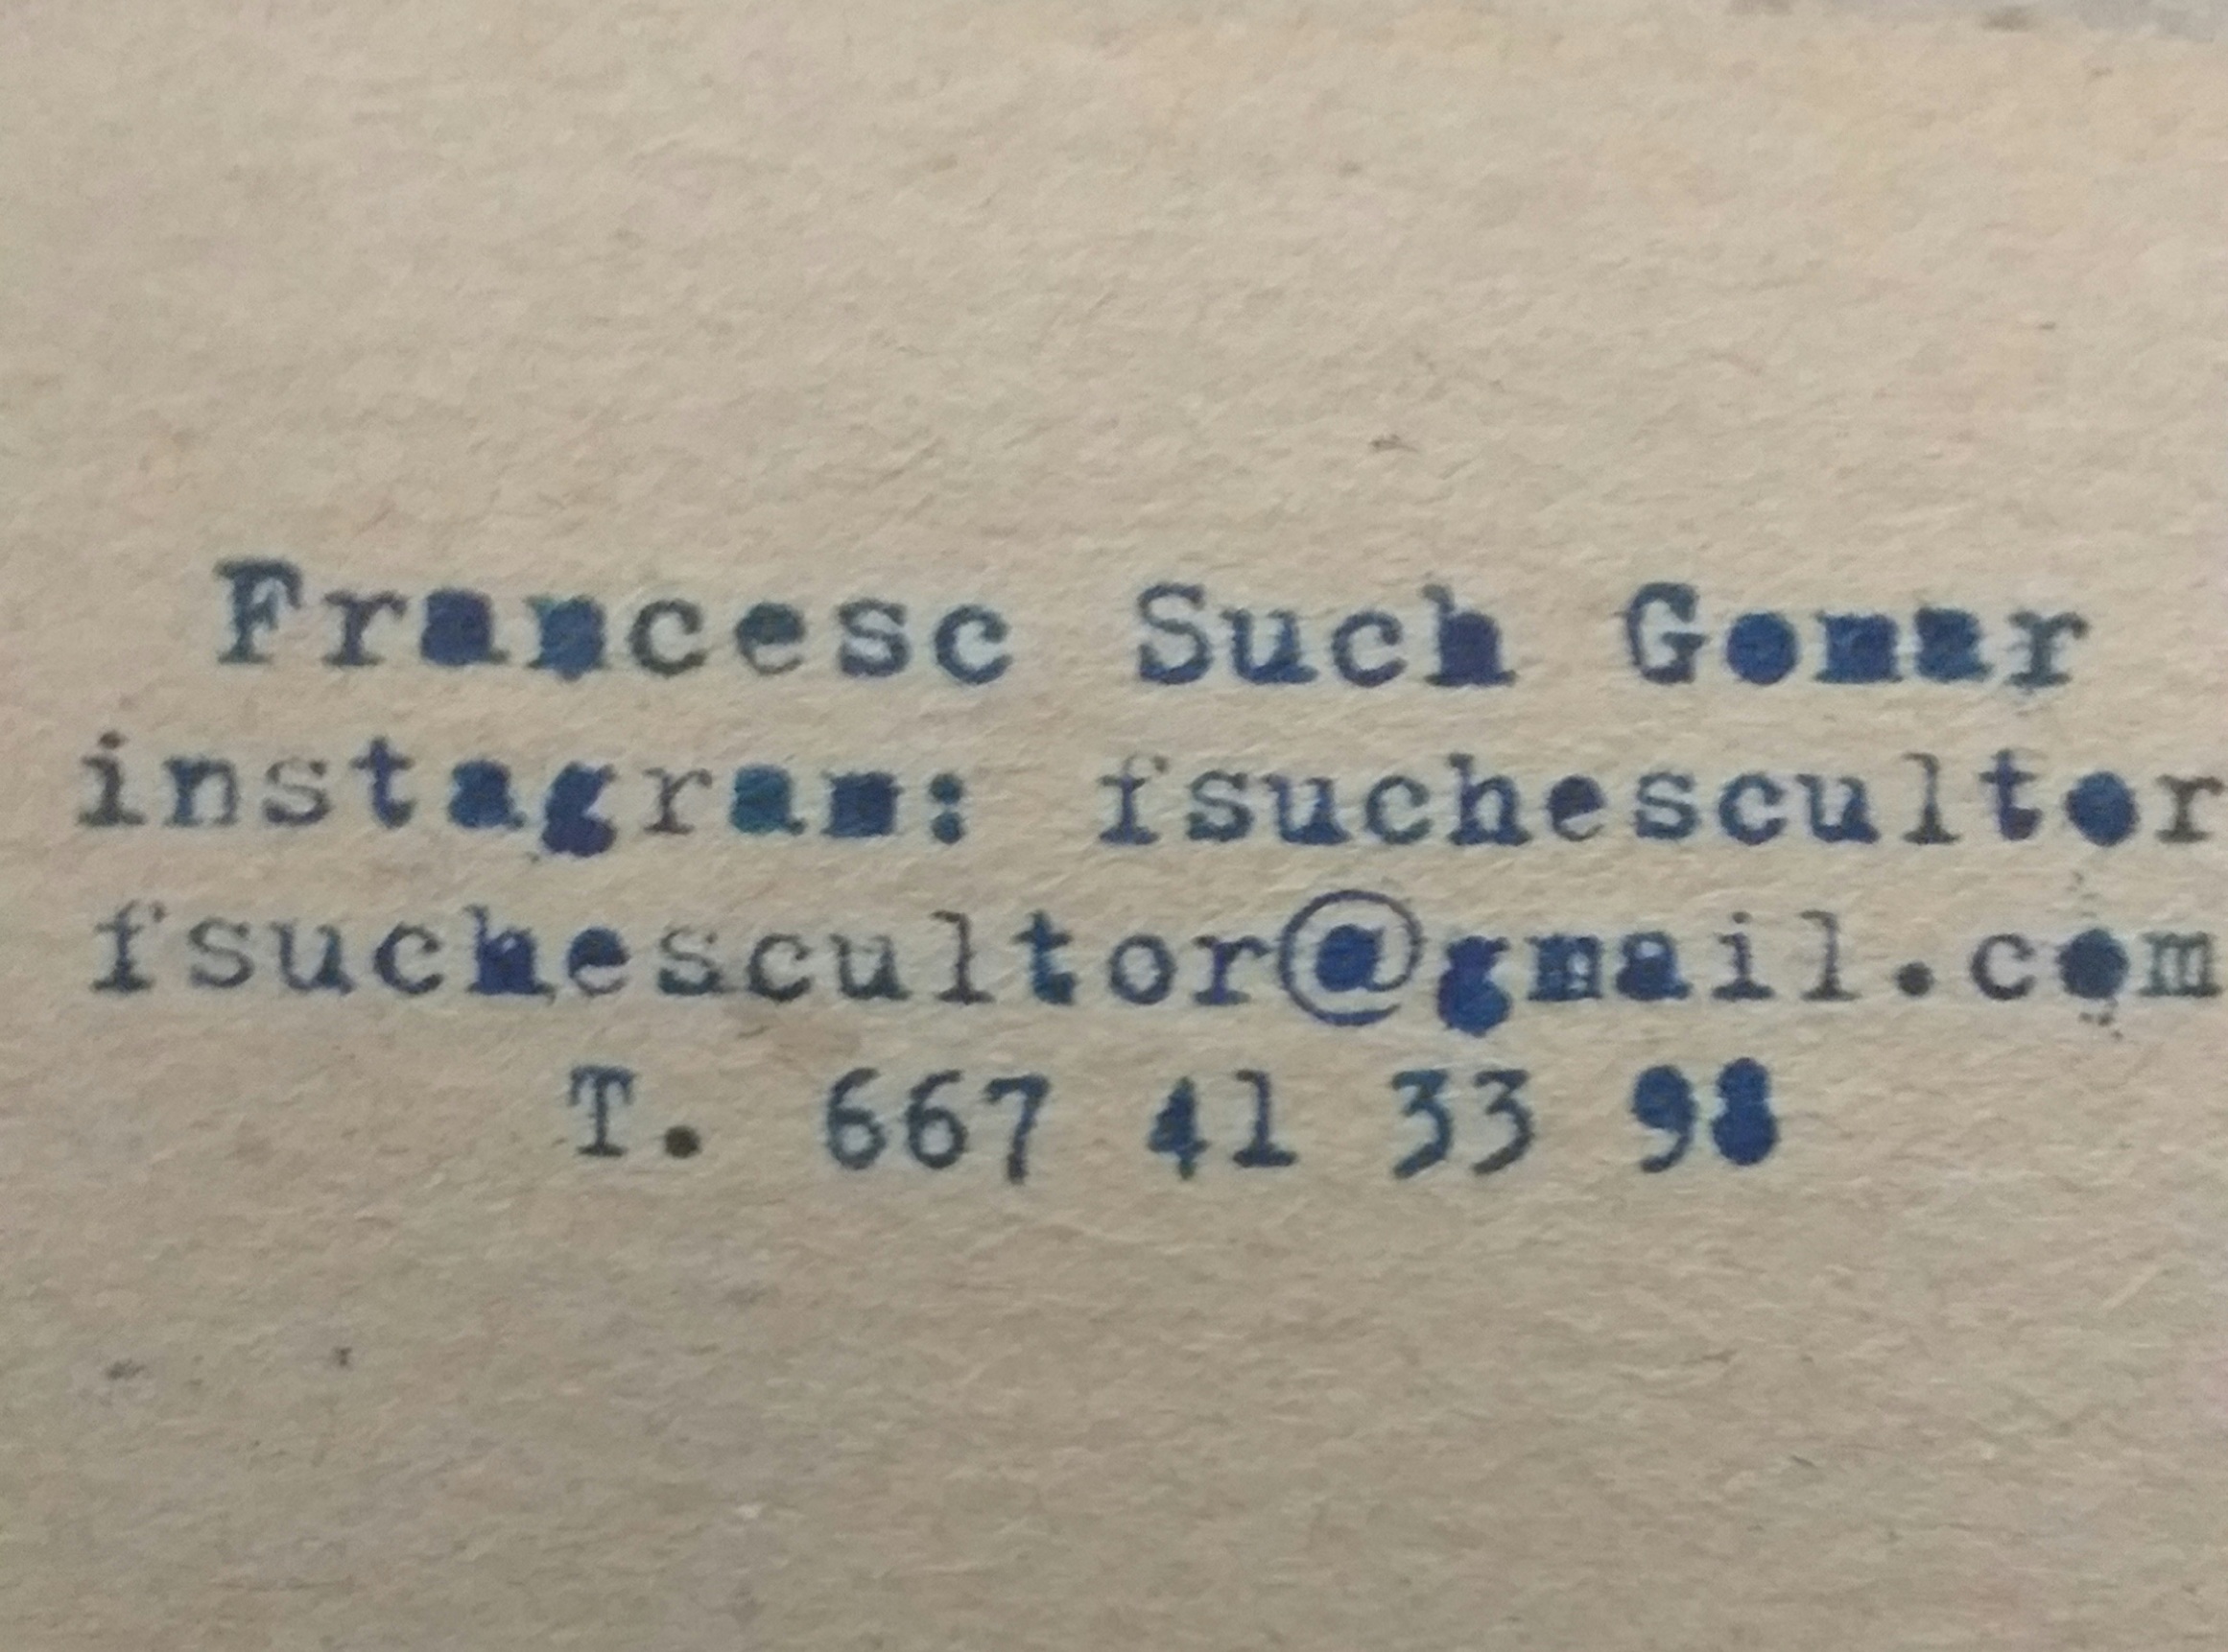 Francesc Such Gomar
instagram: fsuchescultor
fsuchescultor@gmail.com
T. 667 41 33 98